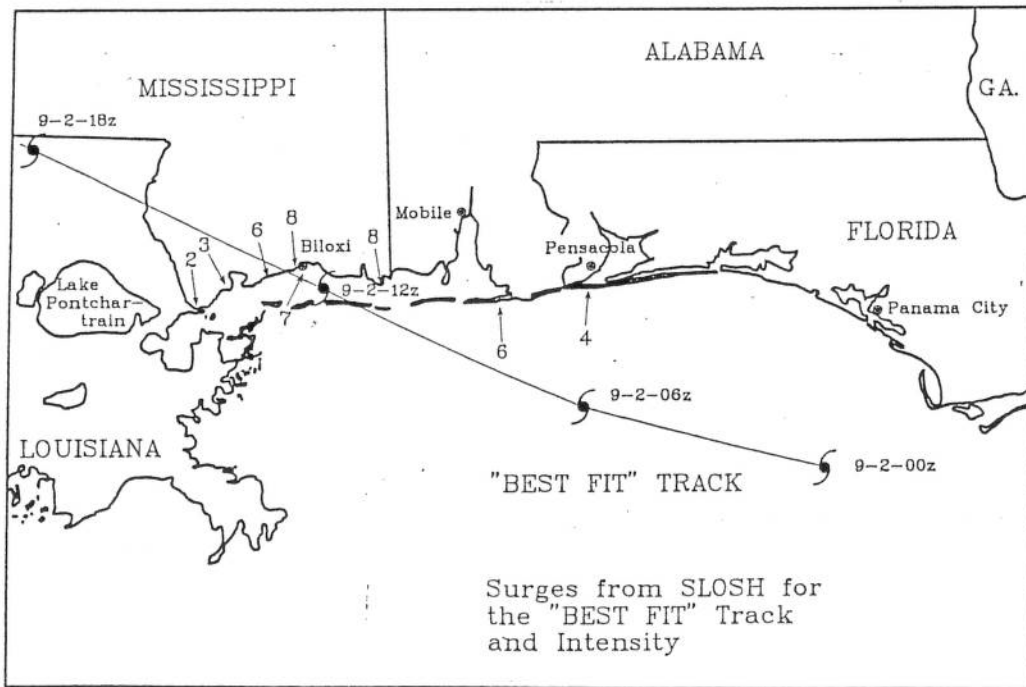 ALABAMA
MISSISSIPPI
GA.
9-2-18z
Mobile
FLORIDA
8
6
3
2
Biloxi
8
Pensacola
Lake
Pontchar-
train
7
9-2-12z
6
4
Panama City
9-2-06z
LOUISIANA
9-2-00z
"BEST FIT" TRACK
Surges from SLOSH for
the "BEST FIT" Track
and Intensity